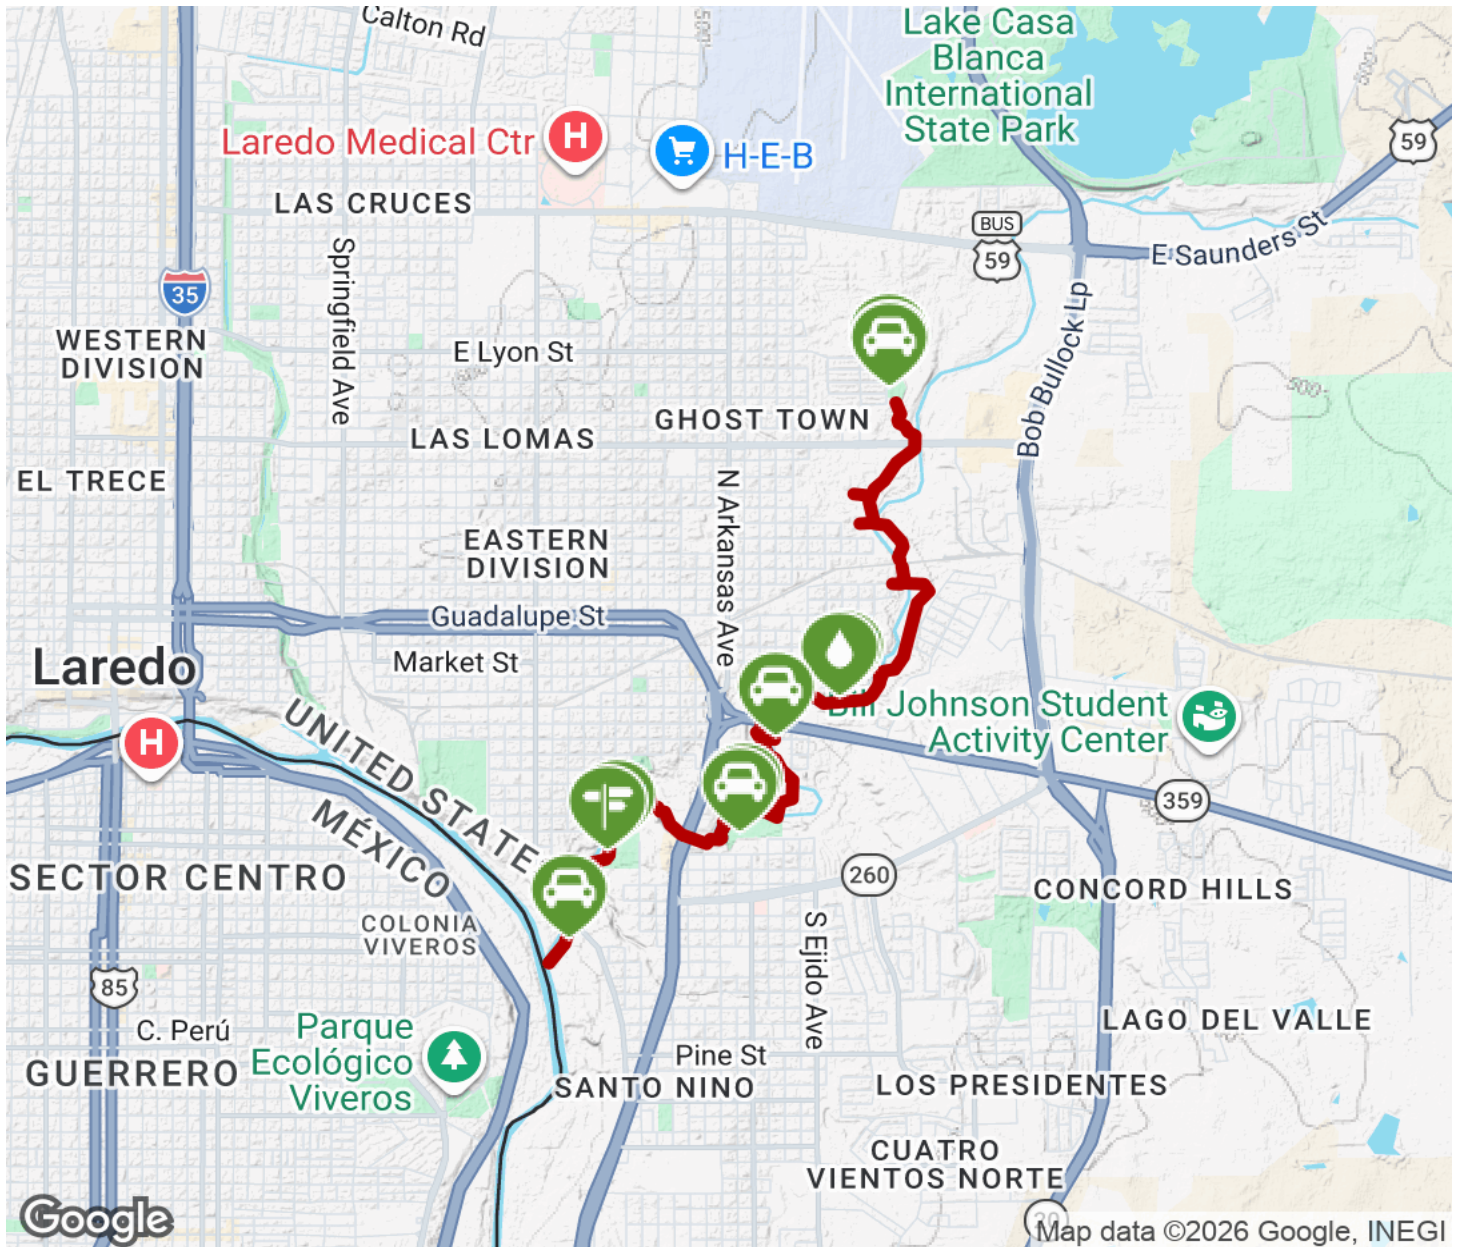 Calton Rd
500'
Lake Casa
Blanca
International
State Park
500'
59
Laredo Medical Ctr
H
H-E-B
LAS CRUCES
BUS
59
E Saunders St
Springfield Ave
35
WESTERN
DIVISION
E Lyon St
500'
Bob Bullock Lp
GHOST TOWN
LAS LOMAS
EL TRECE
N Arkansas Ave
EASTERN
DIVISION
Guadalupe St
Market St
Laredo
Bill Johnson Student
Activity Center
H
UNITED STATE
MÉXICO
359
SECTOR CENTRO
260
CONCORD HILLS
COLONIA
VIVEROS
S Ejido Ave
85
C. Perú
Parque
Ecológico
Viveros
GUERRERO
LAGO DEL VALLE
Pine St
SANTO NINO
LOS PRESIDENTES
CUATRO
VIENTOS NORTE
Google
Map data ©2026 Google, INEGI